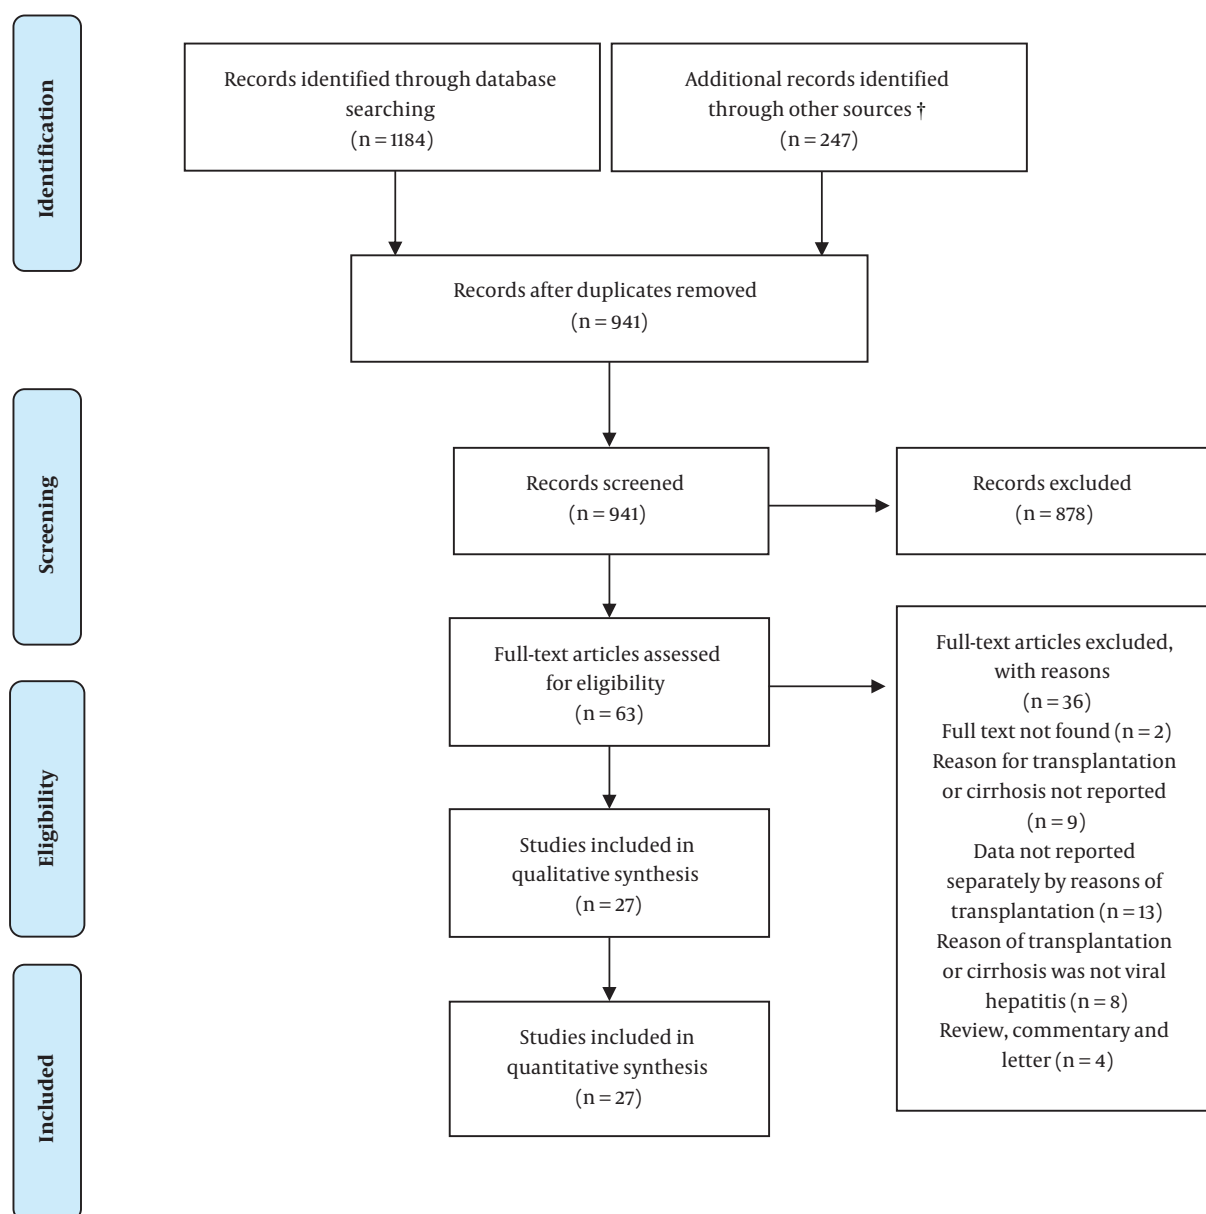 Identification
Records identified through database
searching
(n = 1184)
Additional records identified
through other sources †
(n = 247)
Records after duplicates removed
(n = 941)
Screening
Records screened
(n = 941)
Records excluded
(n = 878)
Eligibility
Full-text articles assessed
for eligibility
(n = 63)
Full-text articles excluded,
with reasons
(n = 36)
Full text not found (n = 2)
Reason for transplantation
or cirrhosis not reported
(n = 9)
Data not reported
separately by reasons of
transplantation (n = 13)
Reason of transplantation
or cirrhosis was not viral
hepatitis (n = 8)
Review, commentary and
letter (n = 4)
Studies included in
qualitative synthesis
(n = 27)
Included
Studies included in
quantitative synthesis
(n = 27)